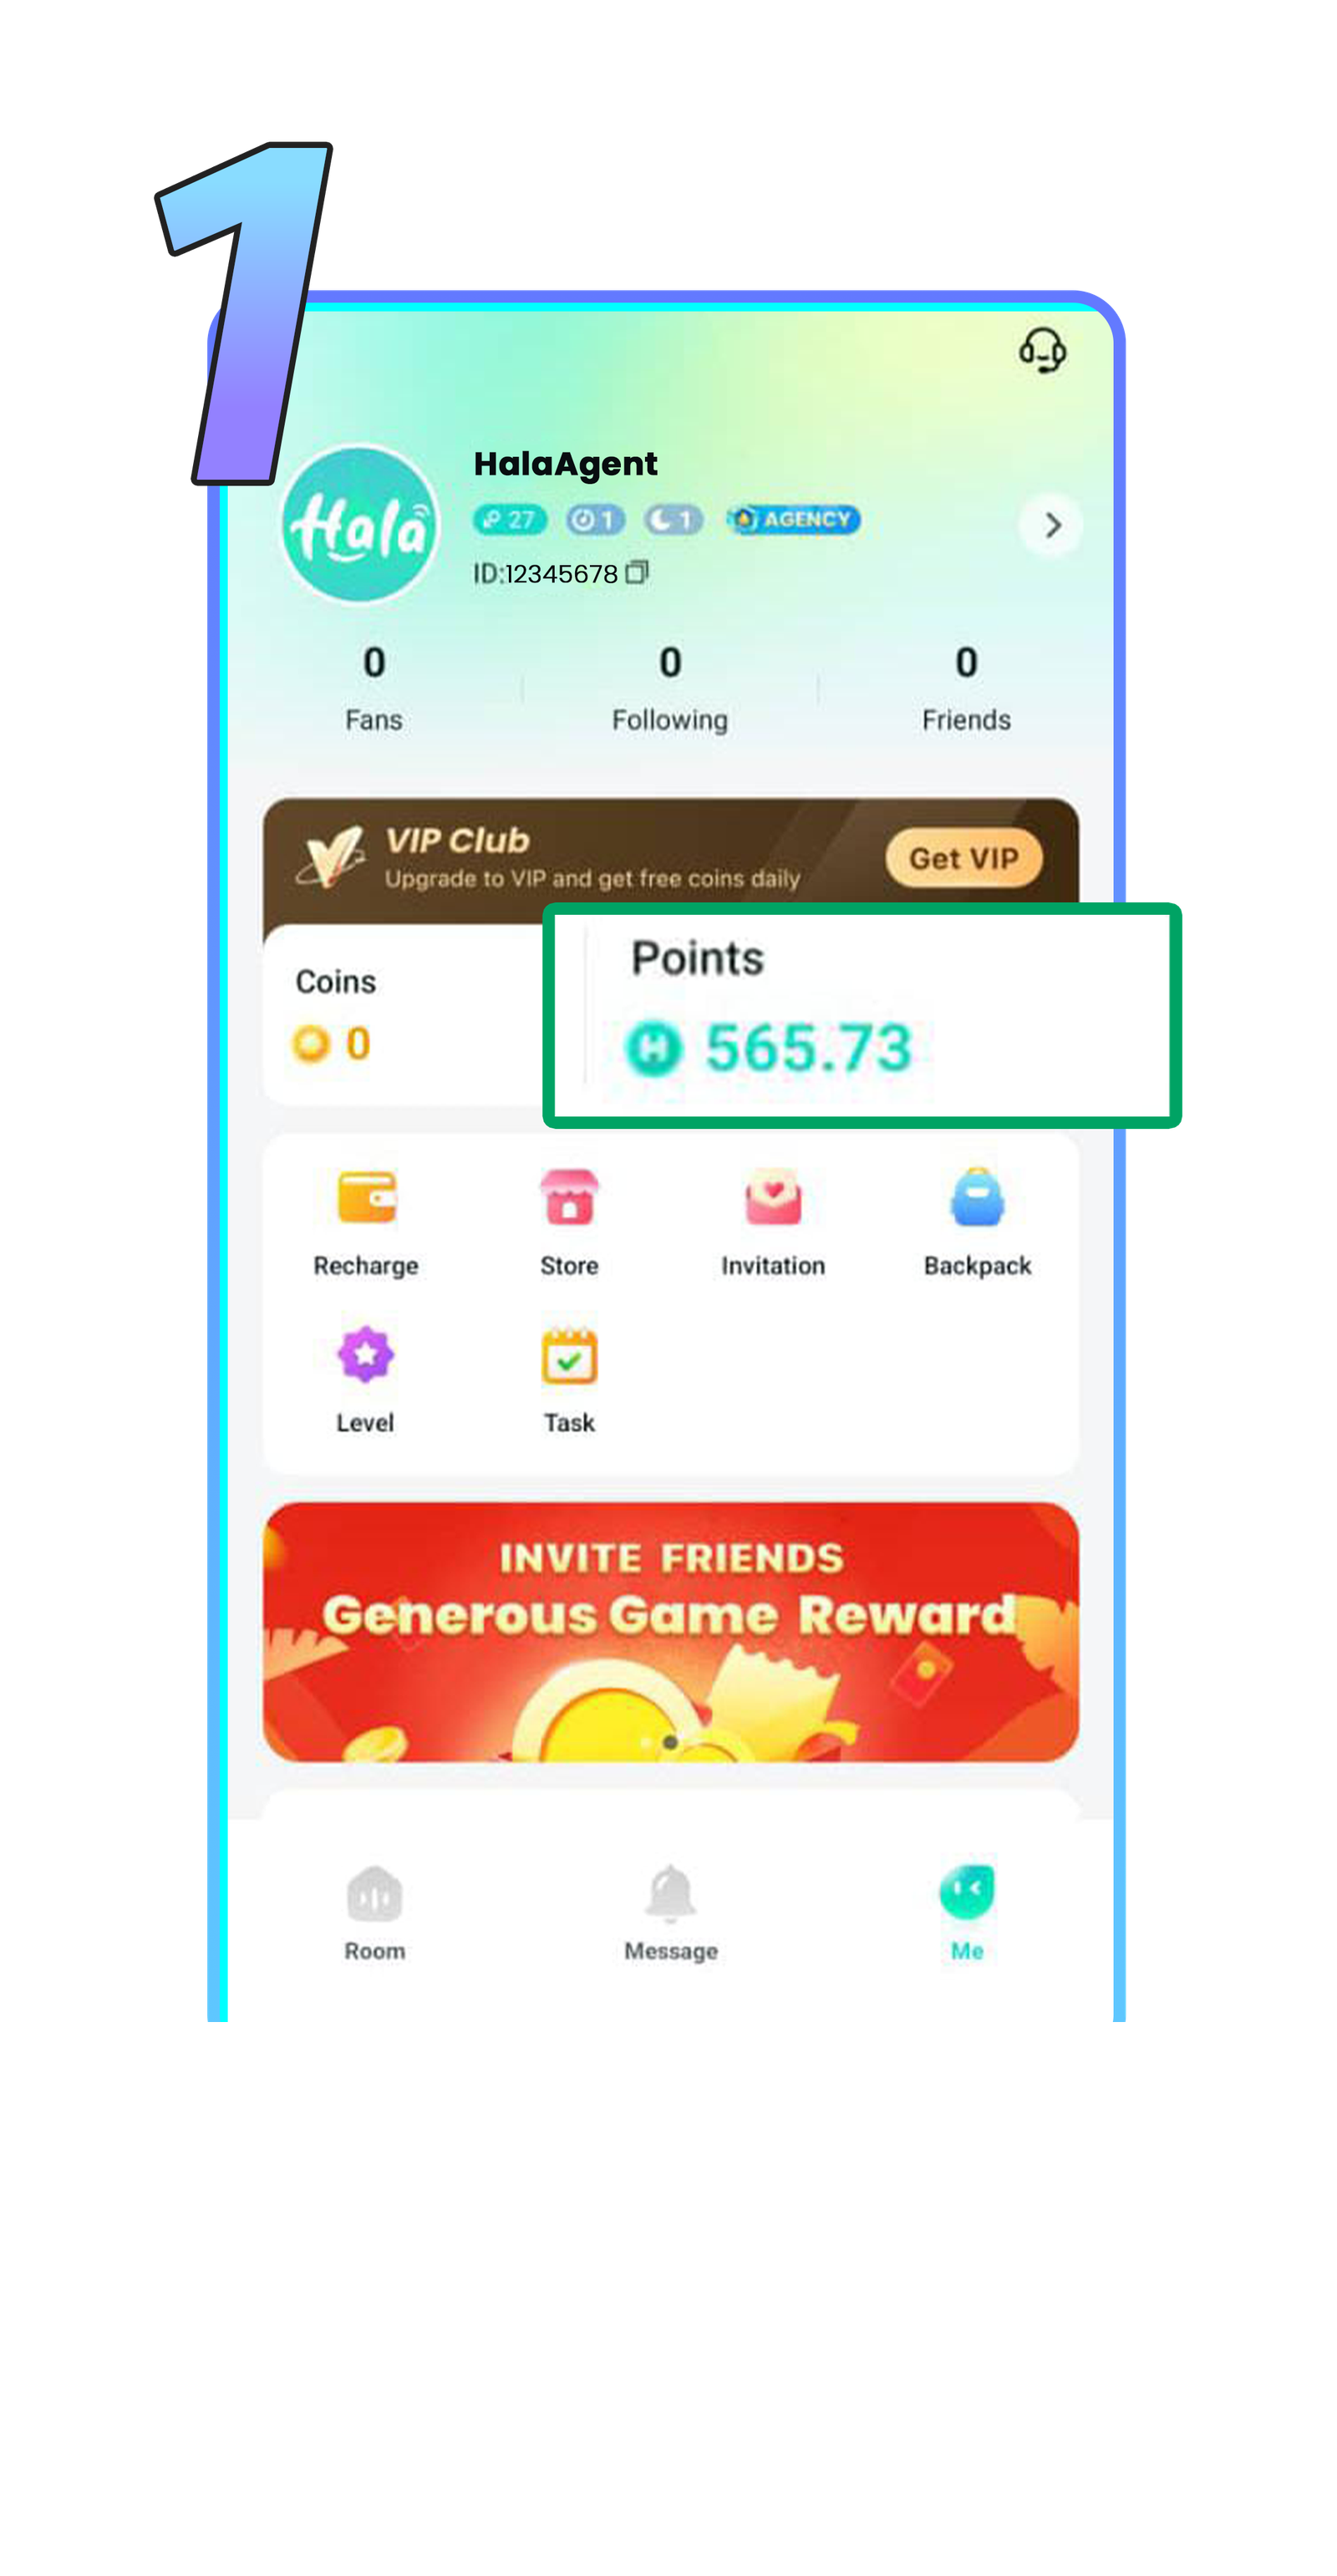 1
HalaAgent
Hala
27 1 1 AGENCY
ID:12345678
0 0 0
Fans Following Friends
VIP Club
Upgrade to VIP and get free coins daily
Get VIP
Coins
0
Points
565.73
Recharge Store Invitation Backpack
Level Task
INVITE FRIENDS
Generous Game Reward
Room Message Me